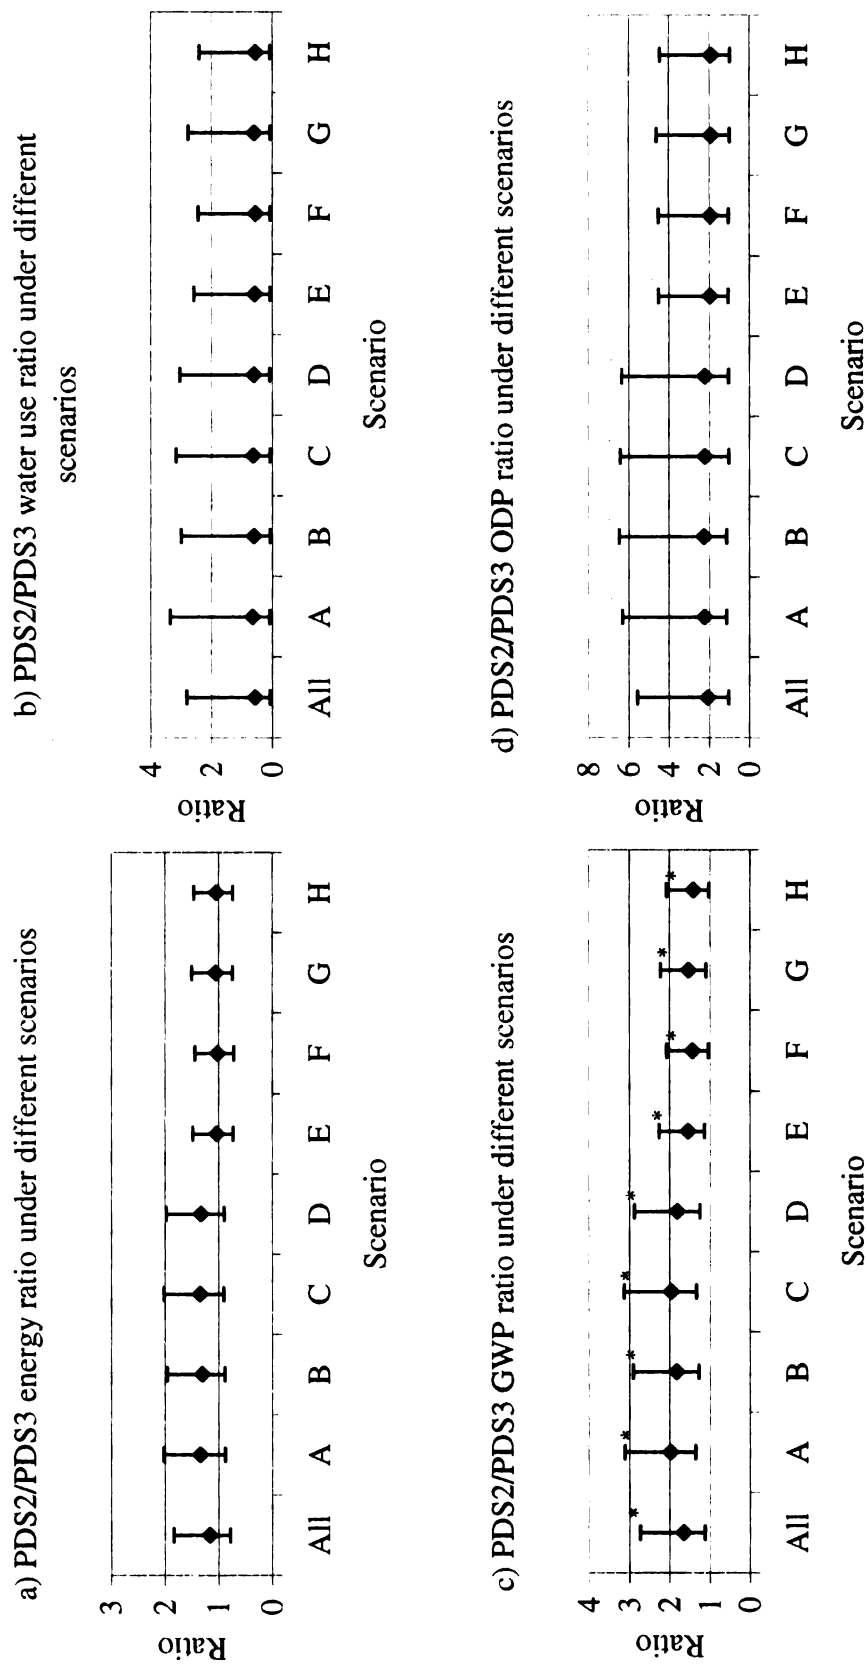 a) PDS2/PDS3 energy ratio under different scenarios
3
2
1
0
Ratio
All A B C D E F G H
Scenario
b) PDS2/PDS3 water use ratio under different
scenarios
4
2
0
Ratio
All A B C D E F G H
Scenario
c) PDS2/PDS3 GWP ratio under different scenarios
4
3
2
1
0
Ratio
* * * * * * * * *
All A B C D E F G H
Scenario
d) PDS2/PDS3 ODP ratio under different scenarios
8
6
4
2
0
Ratio
All A B C D E F G H
Scenario